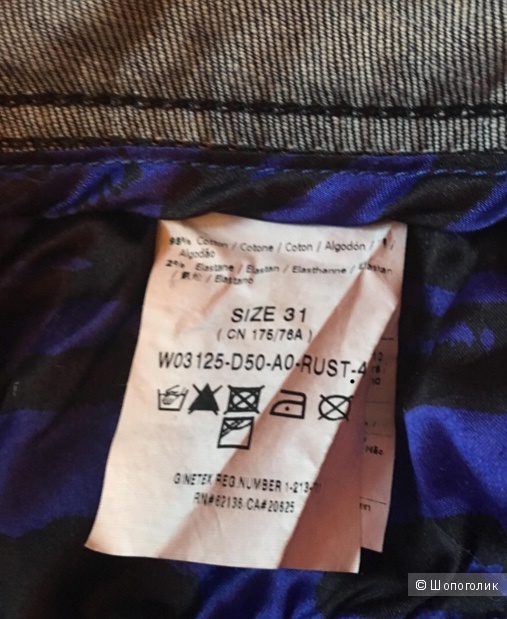 98% Cotton / Cotone / Coton / Algodón /
Algodão
2% Elastane / Elastan / Elasthanne / Elastan
/ Elastano
SIZE 31
( CN 175/76A )
W03125-D50-A0-RUST-4
GINETEX REG.NUMBER 1-213-
RN#62136 CA#20625
© Шопоголик